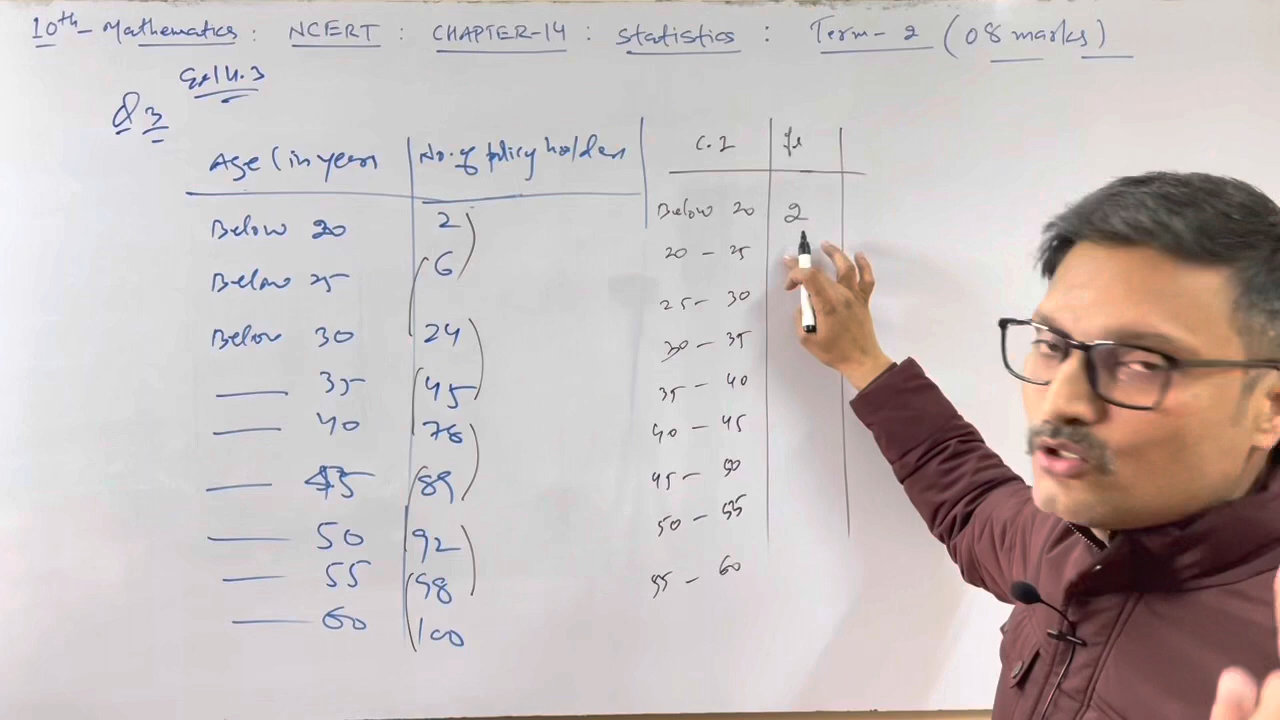 10th Mathematics : NCERT : CHAPTER-14 : Statistics : Term-2 (08 marks)
Ex14.3
Q3
Age (in years | No. of policy holders
Below 20 | 2
Below 25 | 6
Below 30 | 24
— 35 | 45
— 40 | 78
— 45 | 89
— 50 | 92
— 55 | 98
— 60 | 100
C.I | fi
Below 20 | 2
20 – 25
25 – 30
30 – 35
35 – 40
40 – 45
45 – 50
50 – 55
55 – 60